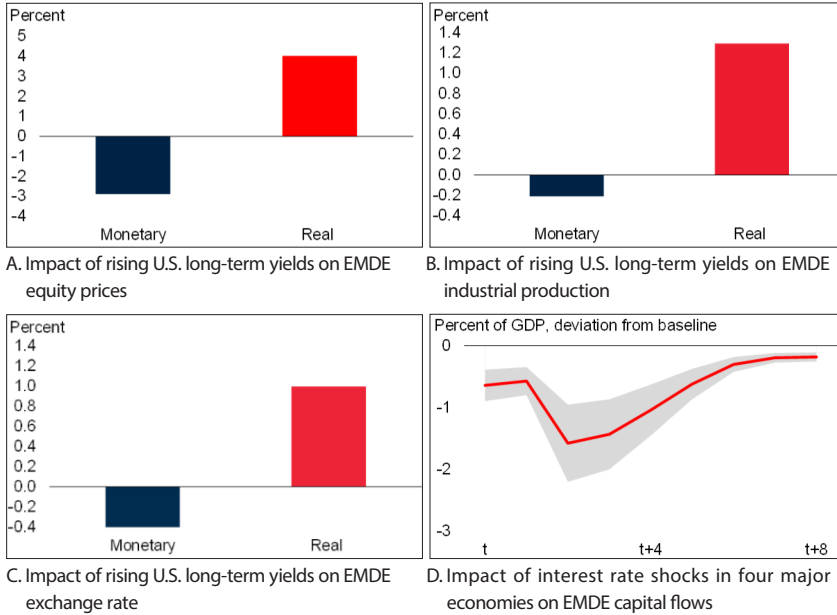 Percent
5
4
3
2
1
0
-1
-2
-3
-4
Monetary Real
A. Impact of rising U.S. long-term yields on EMDE
equity prices
Percent
1.4
1.2
1.0
0.8
0.6
0.4
0.2
0.0
-0.2
-0.4
Monetary Real
B. Impact of rising U.S. long-term yields on EMDE
industrial production
Percent
1.4
1.2
1.0
0.8
0.6
0.4
0.2
0.0
-0.2
-0.4
Monetary Real
C. Impact of rising U.S. long-term yields on EMDE
exchange rate
Percent of GDP, deviation from baseline
0
-1
-2
-3
t t+4 t+8
D. Impact of interest rate shocks in four major
economies on EMDE capital flows